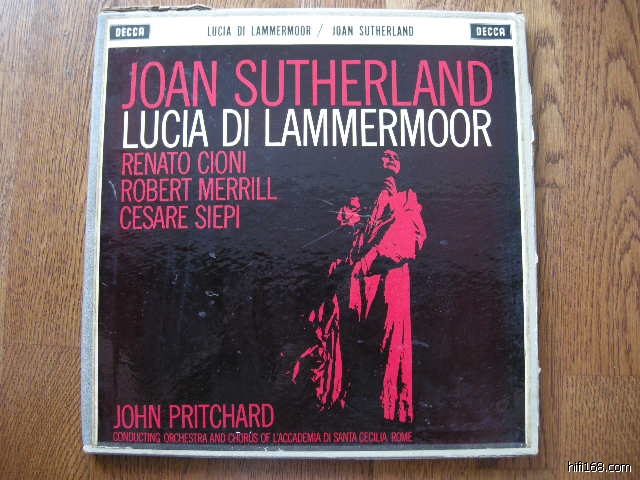 DECCA LUCIA DI LAMMERMOOR / JOAN SUTHERLAND DECCA
JOAN SUTHERLAND
LUCIA DI LAMMERMOOR
RENATO CIONI
ROBERT MERRILL
CESARE SIEPI
JOHN PRITCHARD
CONDUCTING ORCHESTRA AND CHORUS OF L'ACCADEMIA DI SANTA CECILIA ROME
hifi168.com